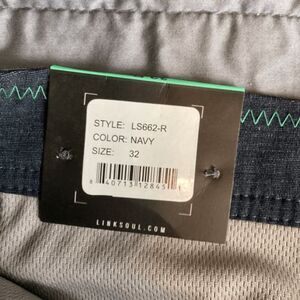 STYLE: LS662-R
COLOR: NAVY
SIZE: 32
LINKSOUL.COM